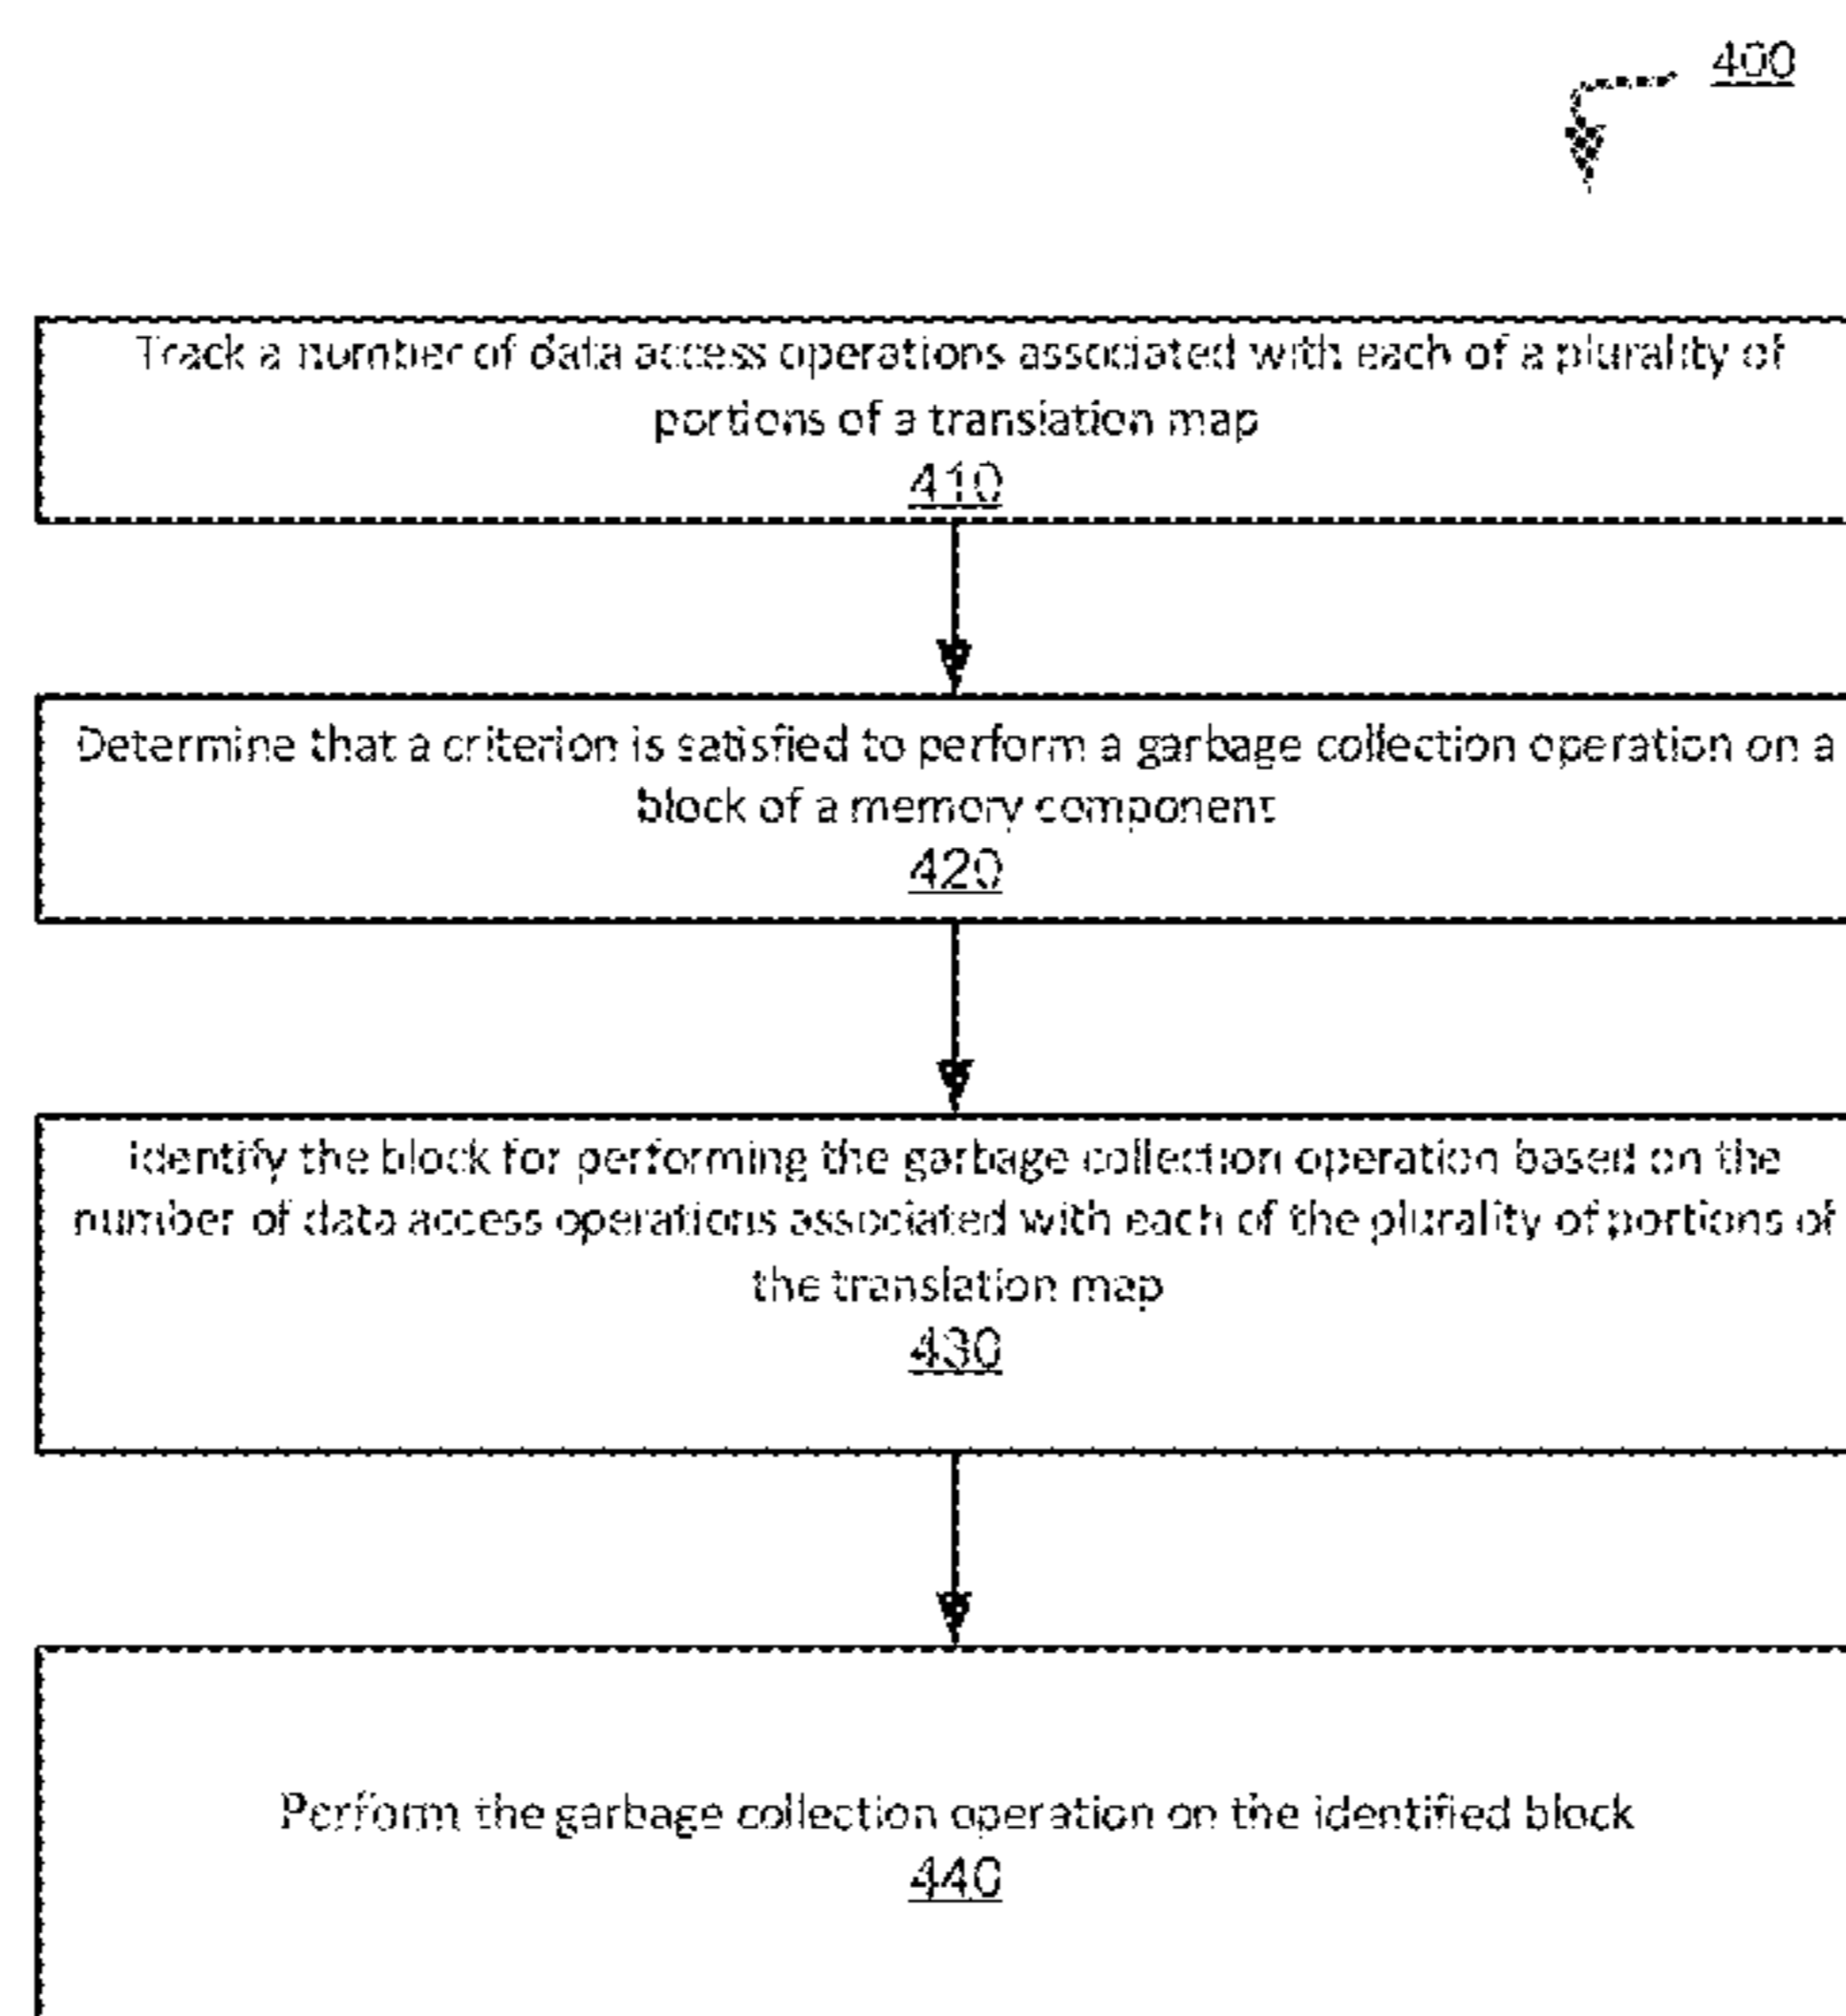 400
Track a number of data access operations associated with each of a plurality of
portions of a translation map
410
Determine that a criterion is satisfied to perform a garbage collection operation on a
block of a memory component
420
Identify the block for performing the garbage collection operation based on the
number of data access operations associated with each of the plurality of portions of
the translation map
430
Perform the garbage collection operation on the identified block
440